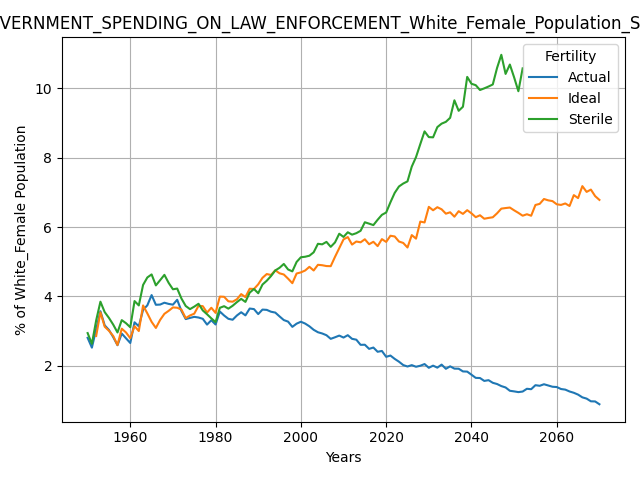 VERNMENT_SPENDING_ON_LAW_ENFORCEMENT_White_Female_Population_S
Fertility
Actual
Ideal
Sterile
% of White_Female Population
10
8
6
4
2
1960 1980 2000 2020 2040 2060
Years